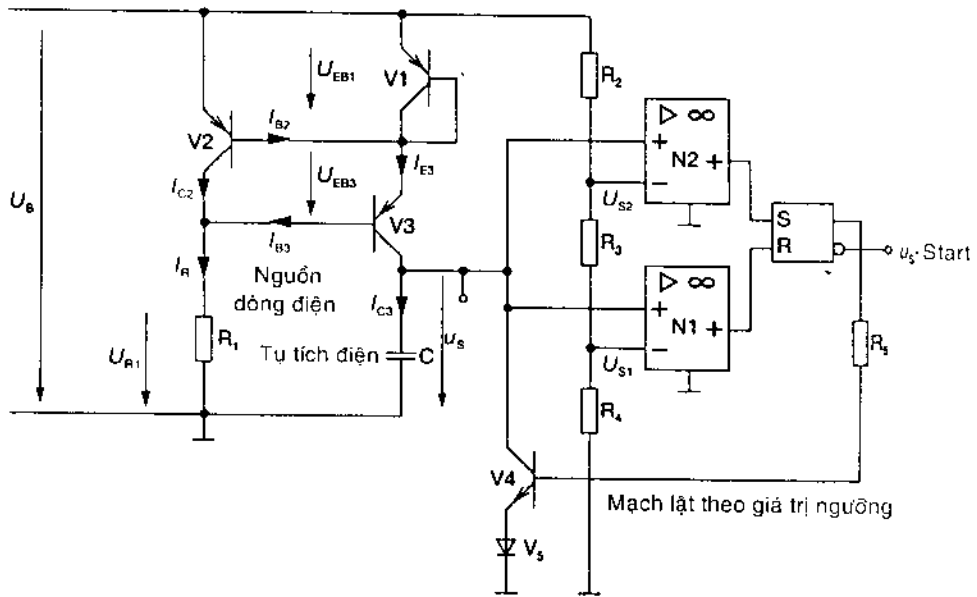 U_B
V2
I_B2
U_EB1
V1
I_C2
U_EB3
I_E3
V3
I_B3
I_R
Nguồn
dòng điện
I_C3
U_R1
R_1
Tụ tích điện
C
u_S
R_2
▷ ∞
+
N2 +
−
U_S2
R_3
▷ ∞
+
N1 +
−
U_S1
R_4
S
R
u_S-Start
R_5
V4
V_5
Mạch lật theo giá trị ngưỡng